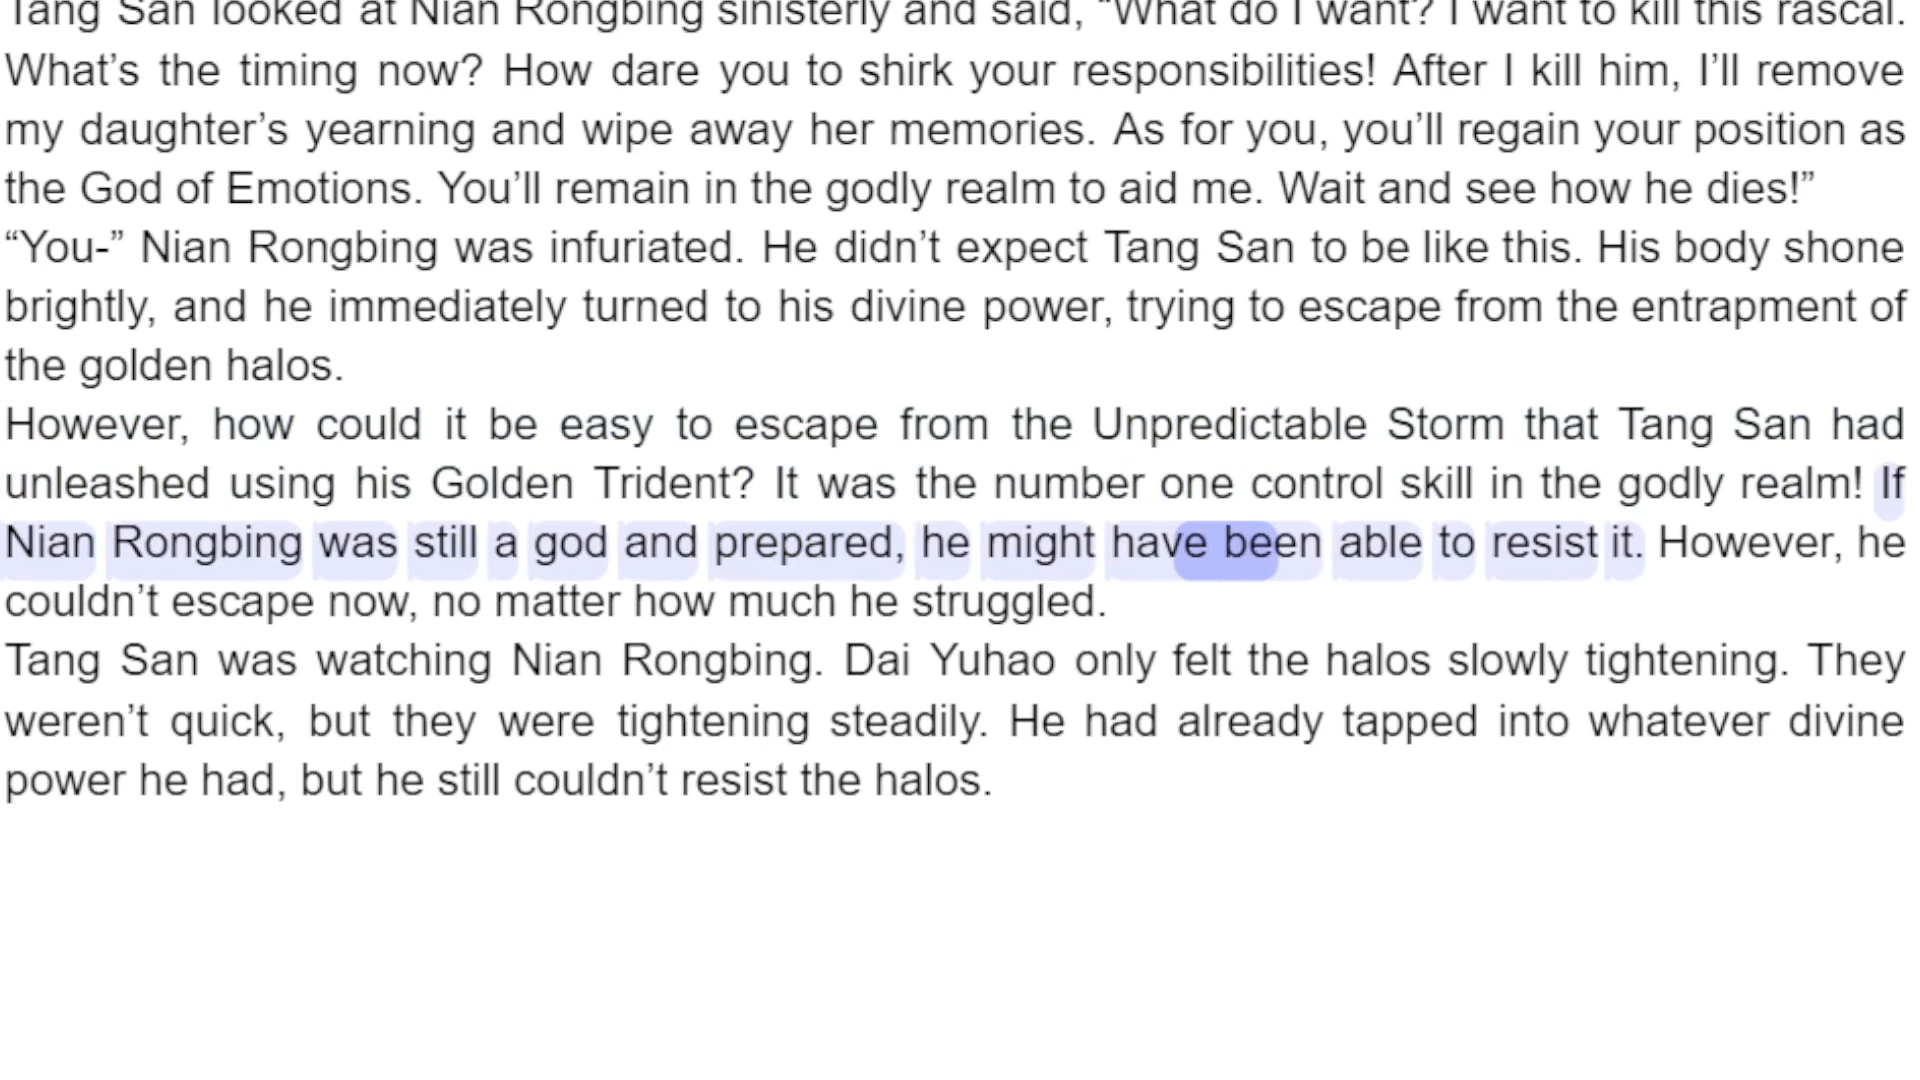 Tang San looked at Nian Rongbing sinisterly and said, “What do I want? I want to kill this rascal.
What’s the timing now? How dare you to shirk your responsibilities! After I kill him, I’ll remove
my daughter’s yearning and wipe away her memories. As for you, you’ll regain your position as
the God of Emotions. You’ll remain in the godly realm to aid me. Wait and see how he dies!”
“You-” Nian Rongbing was infuriated. He didn’t expect Tang San to be like this. His body shone
brightly, and he immediately turned to his divine power, trying to escape from the entrapment of
the golden halos.
However, how could it be easy to escape from the Unpredictable Storm that Tang San had
unleashed using his Golden Trident? It was the number one control skill in the godly realm! If
Nian Rongbing was still a god and prepared, he might have been able to resist it. However, he
couldn’t escape now, no matter how much he struggled.
Tang San was watching Nian Rongbing. Dai Yuhao only felt the halos slowly tightening. They
weren’t quick, but they were tightening steadily. He had already tapped into whatever divine
power he had, but he still couldn’t resist the halos.